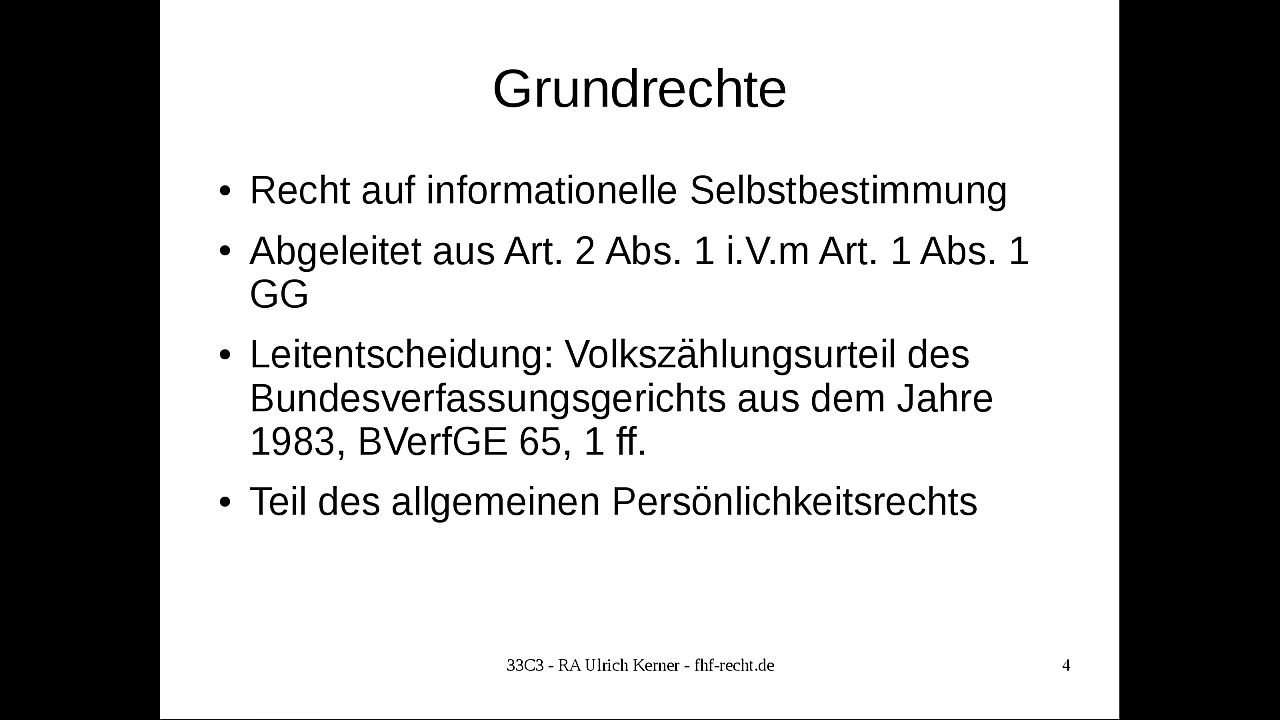 Grundrechte
• Recht auf informationelle Selbstbestimmung
• Abgeleitet aus Art. 2 Abs. 1 i.V.m Art. 1 Abs. 1
GG
• Leitentscheidung: Volkszählungsurteil des
Bundesverfassungsgerichts aus dem Jahre
1983, BVerfGE 65, 1 ff.
• Teil des allgemeinen Persönlichkeitsrechts
33C3 - RA Ulrich Kerner - fhf-recht.de
4